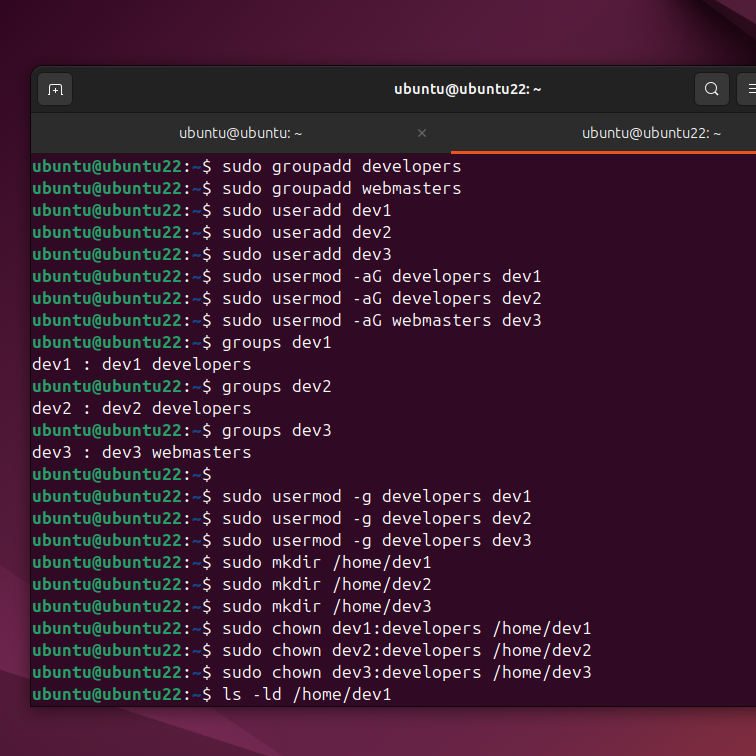 ubuntu@ubuntu22: ~
ubuntu@ubuntu: ~ ×
ubuntu@ubuntu22: ~
ubuntu@ubuntu22:~$ sudo groupadd developers
ubuntu@ubuntu22:~$ sudo groupadd webmasters
ubuntu@ubuntu22:~$ sudo useradd dev1
ubuntu@ubuntu22:~$ sudo useradd dev2
ubuntu@ubuntu22:~$ sudo useradd dev3
ubuntu@ubuntu22:~$ sudo usermod -aG developers dev1
ubuntu@ubuntu22:~$ sudo usermod -aG developers dev2
ubuntu@ubuntu22:~$ sudo usermod -aG webmasters dev3
ubuntu@ubuntu22:~$ groups dev1
dev1 : dev1 developers
ubuntu@ubuntu22:~$ groups dev2
dev2 : dev2 developers
ubuntu@ubuntu22:~$ groups dev3
dev3 : dev3 webmasters
ubuntu@ubuntu22:~$
ubuntu@ubuntu22:~$ sudo usermod -g developers dev1
ubuntu@ubuntu22:~$ sudo usermod -g developers dev2
ubuntu@ubuntu22:~$ sudo usermod -g developers dev3
ubuntu@ubuntu22:~$ sudo mkdir /home/dev1
ubuntu@ubuntu22:~$ sudo mkdir /home/dev2
ubuntu@ubuntu22:~$ sudo mkdir /home/dev3
ubuntu@ubuntu22:~$ sudo chown dev1:developers /home/dev1
ubuntu@ubuntu22:~$ sudo chown dev2:developers /home/dev2
ubuntu@ubuntu22:~$ sudo chown dev3:developers /home/dev3
ubuntu@ubuntu22:~$ ls -ld /home/dev1